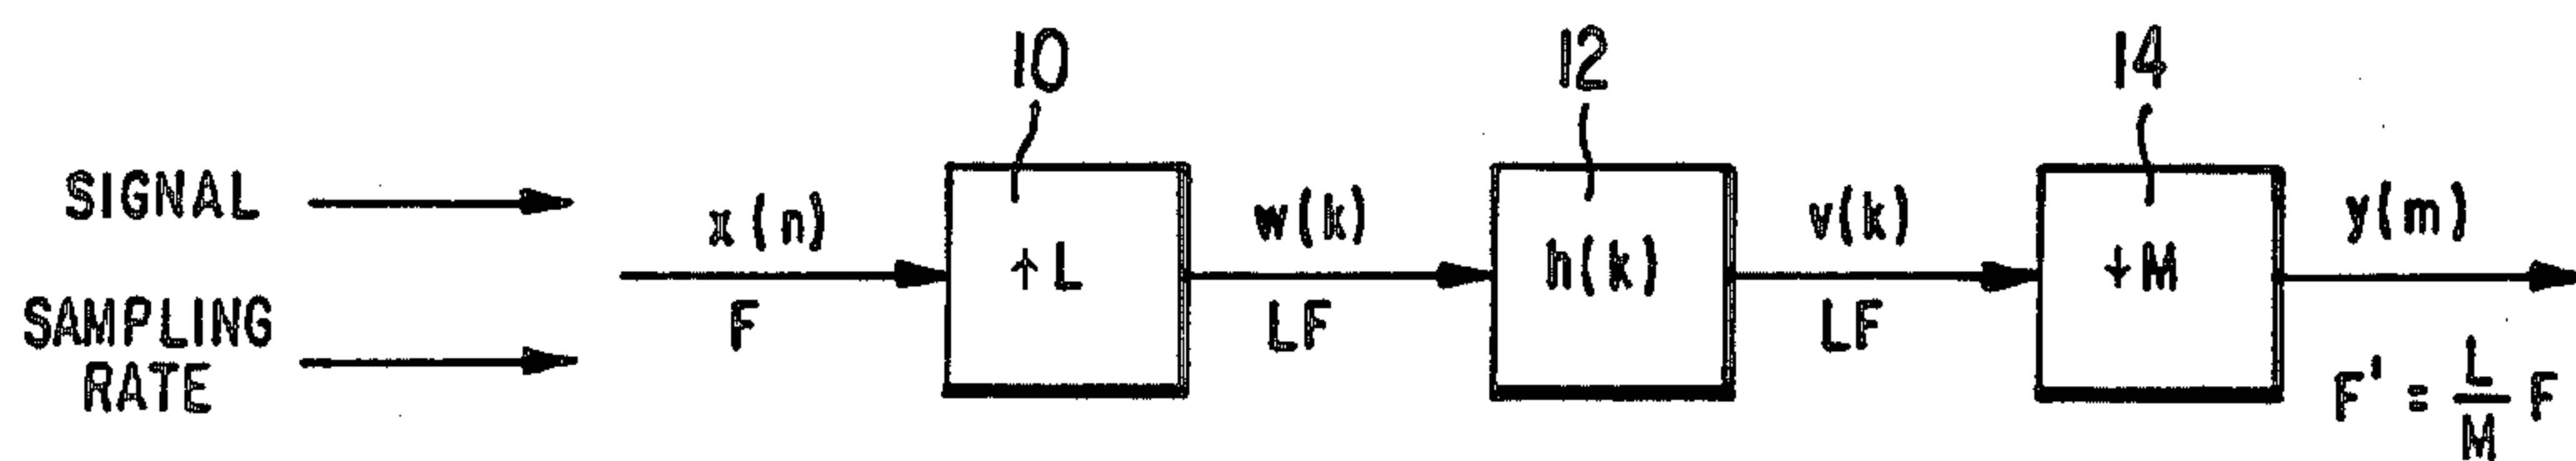 10 12 14
SIGNAL x(n) w(k) v(k) y(m)
↑L h(k) ↓M
SAMPLING RATE F LF LF F' = L/M F